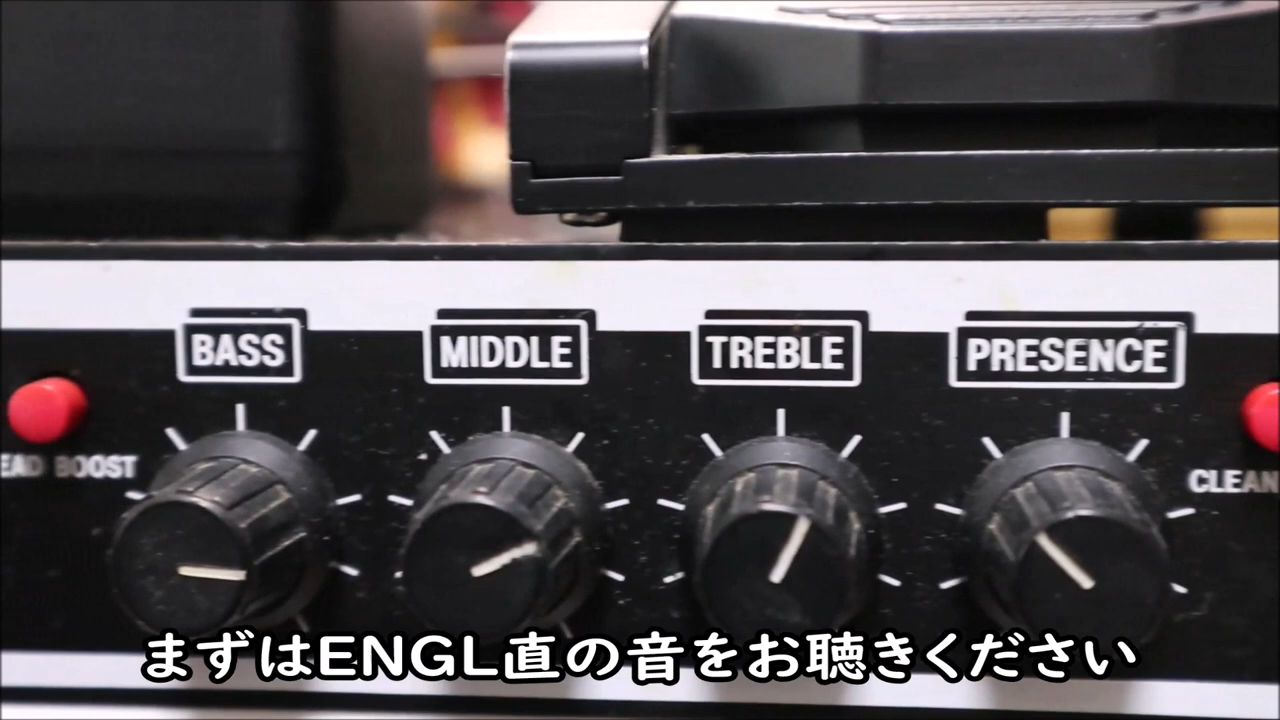 BASS
MIDDLE
TREBLE
PRESENCE
EAD BOOST
CLEAN
まずはENGL直の音をお聴きください